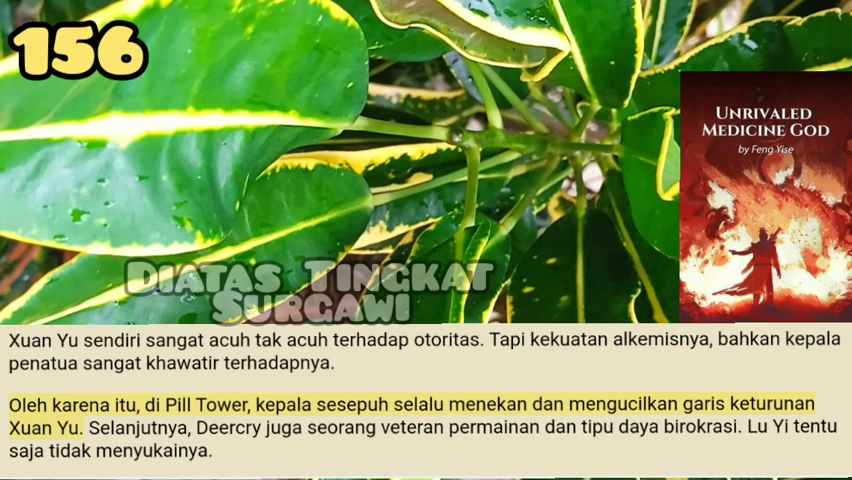 156
UNRIVALED
MEDICINE GOD
by Feng Yise
DIATAS TINGKAT
SURGAWI
Xuan Yu sendiri sangat acuh tak acuh terhadap otoritas. Tapi kekuatan alkemisnya, bahkan kepala
penatua sangat khawatir terhadapnya.
Oleh karena itu, di Pill Tower, kepala sesepuh selalu menekan dan mengucilkan garis keturunan
Xuan Yu. Selanjutnya, Deercry juga seorang veteran permainan dan tipu daya birokrasi. Lu Yi tentu
saja tidak menyukainya.